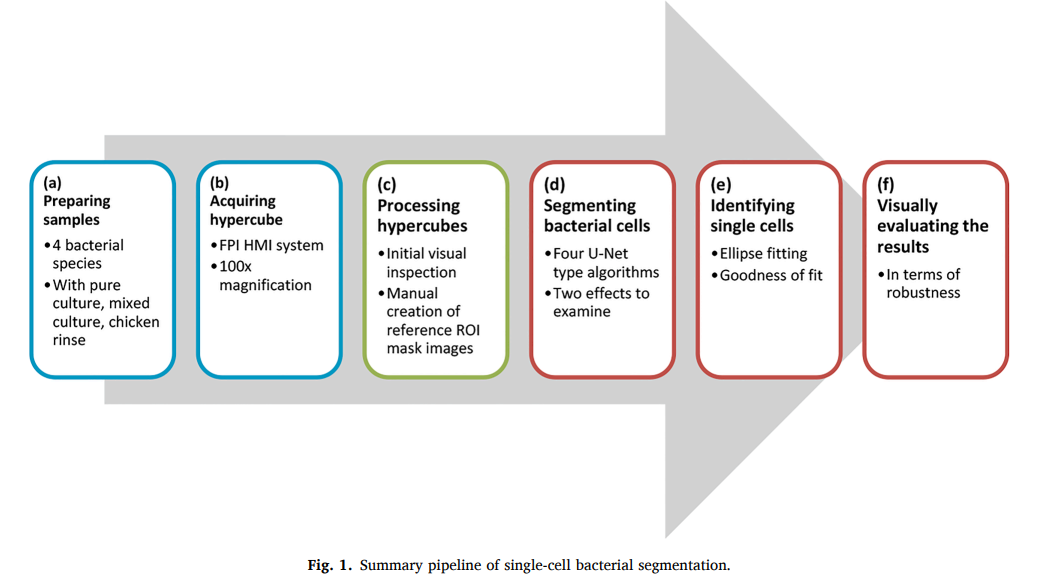 (a)
Preparing
samples
•4 bacterial
species
•With pure
culture, mixed
culture, chicken
rinse
(b)
Acquiring
hypercube
•FPI HMI system
•100x
magnification
(c)
Processing
hypercubes
•Initial visual
inspection
•Manual
creation of
reference ROI
mask images
(d)
Segmenting
bacterial cells
•Four U-Net
type algorithms
•Two effects to
examine
(e)
Identifying
single cells
•Ellipse fitting
•Goodness of fit
(f)
Visually
evaluating the
results
•In terms of
robustness
Fig. 1. Summary pipeline of single-cell bacterial segmentation.